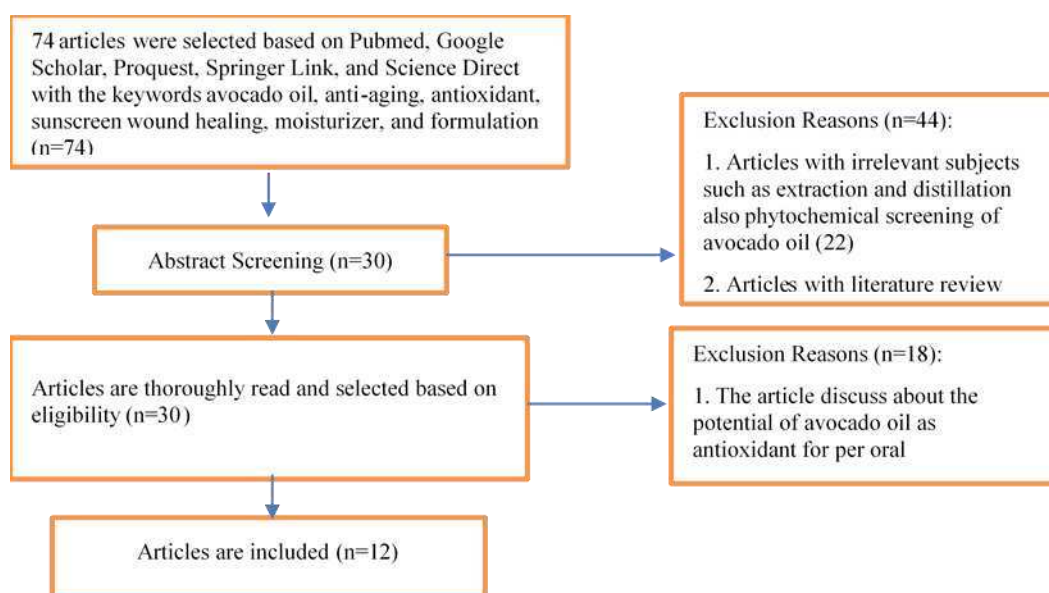 74 articles were selected based on Pubmed, Google
Scholar, Proquest, Springer Link, and Science Direct
with the keywords avocado oil, anti-aging, antioxidant,
sunscreen wound healing, moisturizer, and formulation
(n=74)
Exclusion Reasons (n=44):
1. Articles with irrelevant subjects
such as extraction and distillation
also phytochemical screening of
avocado oil (22)
2. Articles with literature review
Abstract Screening (n=30)
Articles are thoroughly read and selected based on
eligibility (n=30)
Exclusion Reasons (n=18):
1. The article discuss about the
potential of avocado oil as
antioxidant for per oral
Articles are included (n=12)